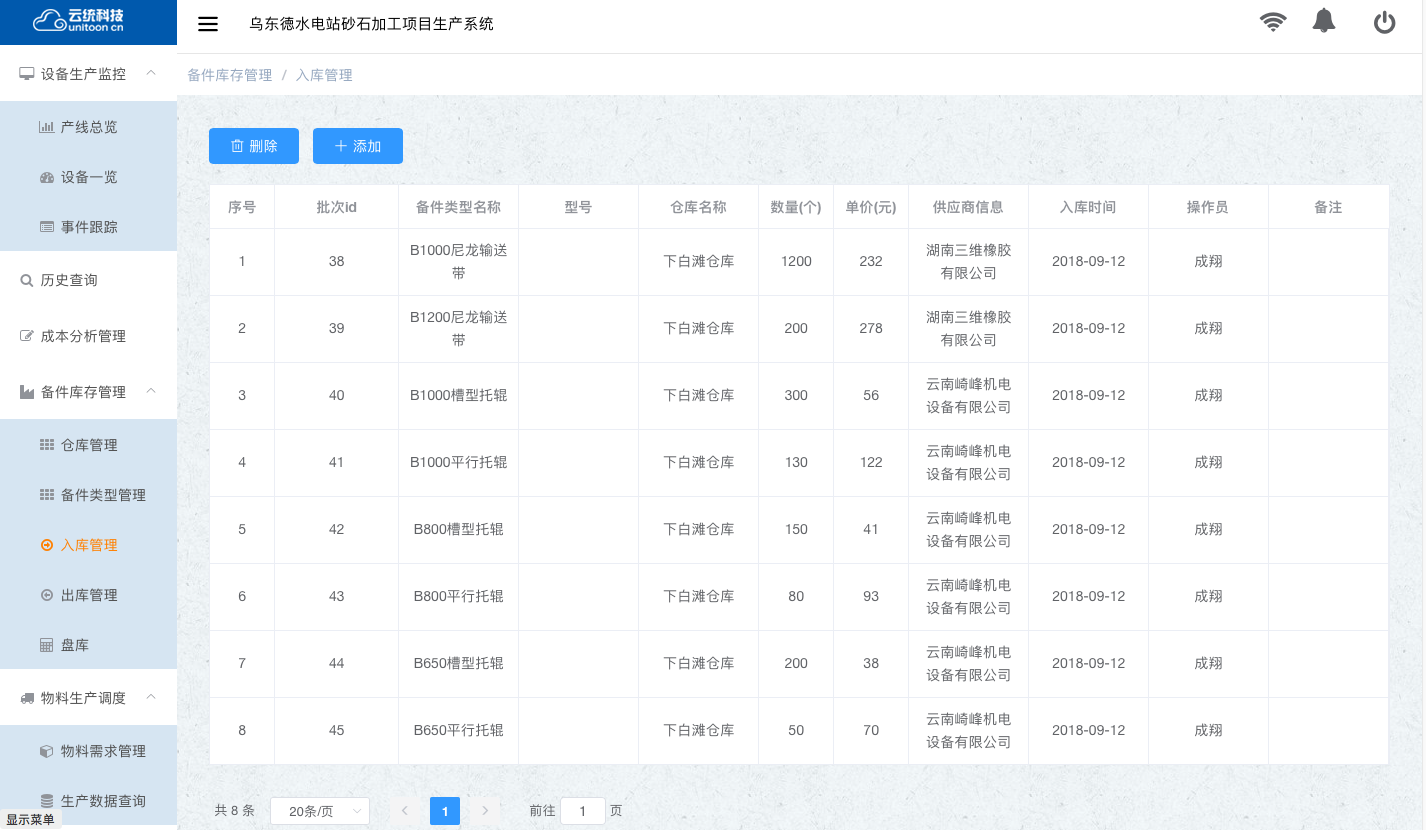 云统科技
unitoon cn
乌东德水电站砂石加工项目生产系统
设备生产监控
产线总览
设备一览
事件跟踪
历史查询
成本分析管理
备件库存管理
仓库管理
备件类型管理
入库管理
出库管理
盘库
物料生产调度
物料需求管理
生产数据查询
显示菜单
备件库存管理 / 入库管理
删除 添加
序号 批次id 备件类型名称 型号 仓库名称 数量(个) 单价(元) 供应商信息 入库时间 操作员 备注
1 38 B1000尼龙输送带 下白滩仓库 1200 232 湖南三维橡胶有限公司 2018-09-12 成翔
2 39 B1200尼龙输送带 下白滩仓库 200 278 湖南三维橡胶有限公司 2018-09-12 成翔
3 40 B1000槽型托辊 下白滩仓库 300 56 云南崎峰机电设备有限公司 2018-09-12 成翔
4 41 B1000平行托辊 下白滩仓库 130 122 云南崎峰机电设备有限公司 2018-09-12 成翔
5 42 B800槽型托辊 下白滩仓库 150 41 云南崎峰机电设备有限公司 2018-09-12 成翔
6 43 B800平行托辊 下白滩仓库 80 93 云南崎峰机电设备有限公司 2018-09-12 成翔
7 44 B650槽型托辊 下白滩仓库 200 38 云南崎峰机电设备有限公司 2018-09-12 成翔
8 45 B650平行托辊 下白滩仓库 50 70 云南崎峰机电设备有限公司 2018-09-12 成翔
共 8 条 20条/页 1 前往 1 页